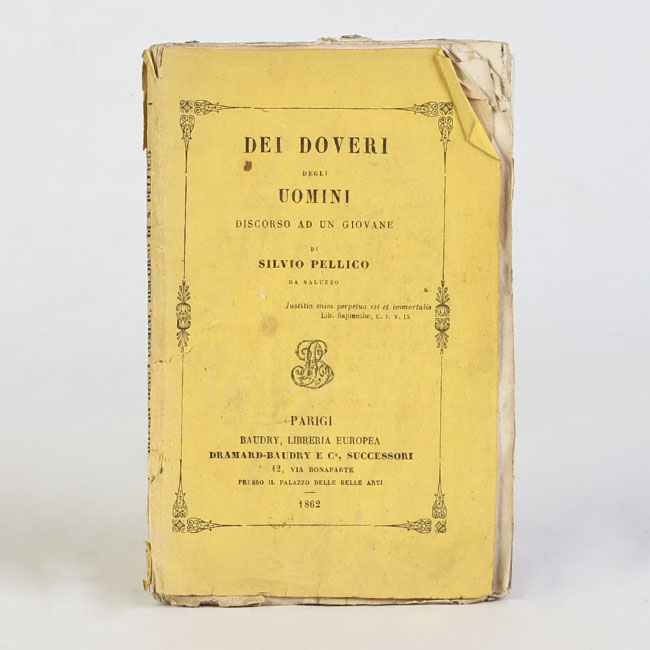 DEI DOVERI
DEGLI
UOMINI
DISCORSO AD UN GIOVANE
DI
SILVIO PELLICO
DA SALUZZO
Justitia enim perpetua est et immortalis
Lib. Sapientiæ, c. I. v. 15
PARIGI
BAUDRY, LIBRERIA EUROPEA
DRAMARD-BAUDRY E Cª, SUCCESSORI
12, VIA BONAPARTE
PRESSO IL PALAZZO DELLE BELLE ARTI
1862